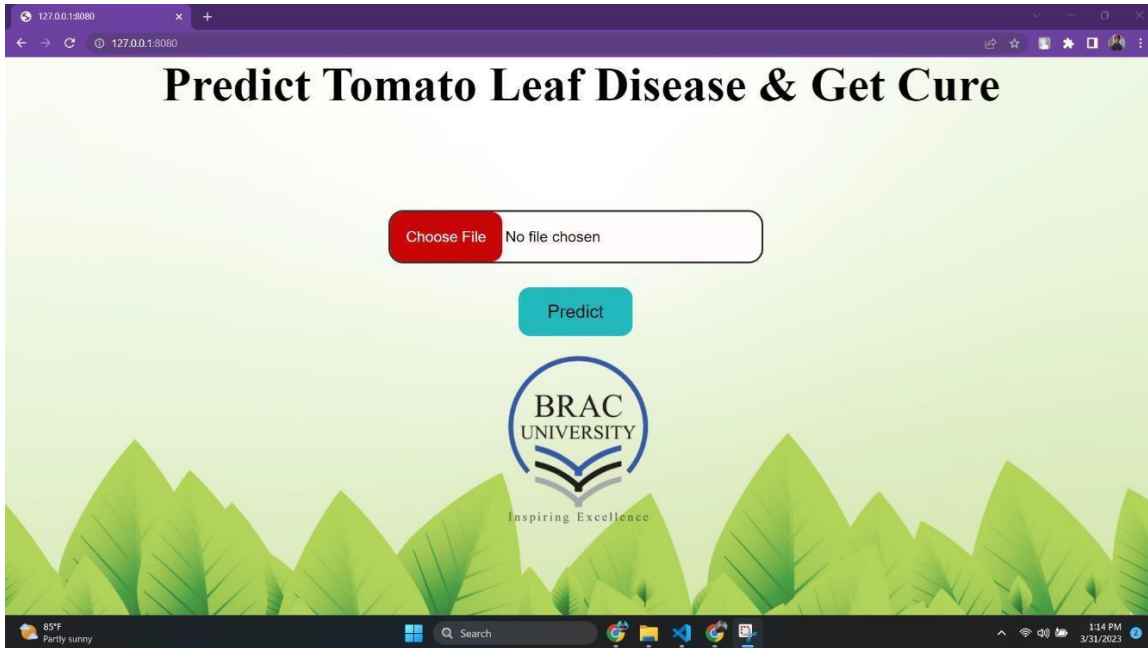 127.0.0.1:8080
127.0.0.1:8080
Predict Tomato Leaf Disease & Get Cure
Choose File No file chosen
Predict
BRAC
UNIVERSITY
Inspiring Excellence
85°F
Partly sunny
Search
1:14 PM
3/31/2023
2